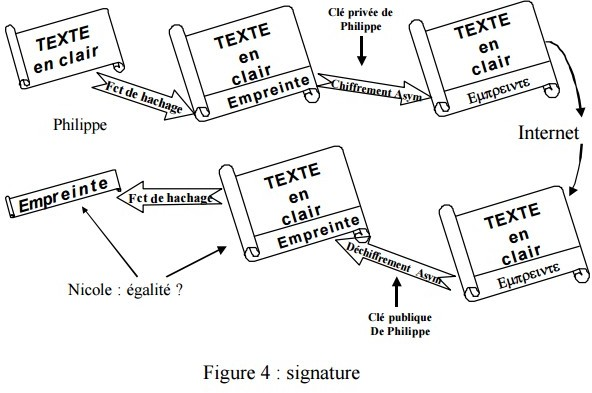 TEXTE
en clair
Philippe
Fct de hachage
TEXTE
en
clair
Empreinte
Clé privée de
Philippe
Chiffrement Asym
TEXTE
en
clair
Εμπρειντε
Internet
TEXTE
en
clair
Εμπρειντε
Déchiffrement Asym
Clé publique
De Philippe
TEXTE
en
clair
Empreinte
Fct de hachage
Empreinte
Nicole : égalité ?
Figure 4 : signature